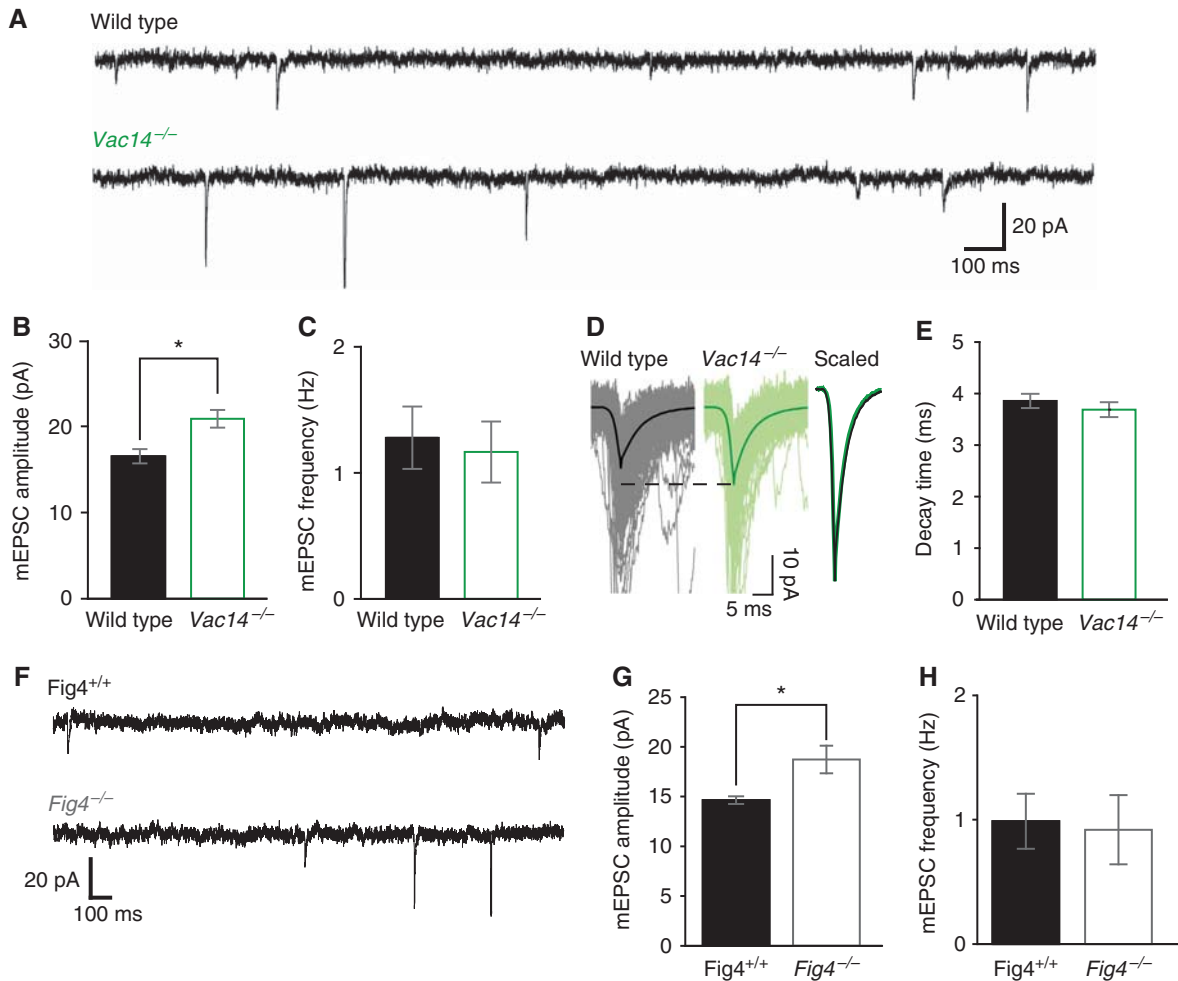 A
Wild type
Vac14−/−
20 pA
100 ms
B
mEPSC amplitude (pA)
30
20
10
0
*
Wild type
Vac14−/−
C
mEPSC frequency (Hz)
2
1
0
Wild type
Vac14−/−
D
Wild type
Vac14−/−
Scaled
10 pA
5 ms
E
Decay time (ms)
5
4
3
2
1
0
Wild type
Vac14−/−
F
Fig4+/+
Fig4−/−
20 pA
100 ms
G
mEPSC amplitude (pA)
25
20
15
10
5
0
*
Fig4+/+
Fig4−/−
H
mEPSC frequency (Hz)
2
1
0
Fig4+/+
Fig4−/−